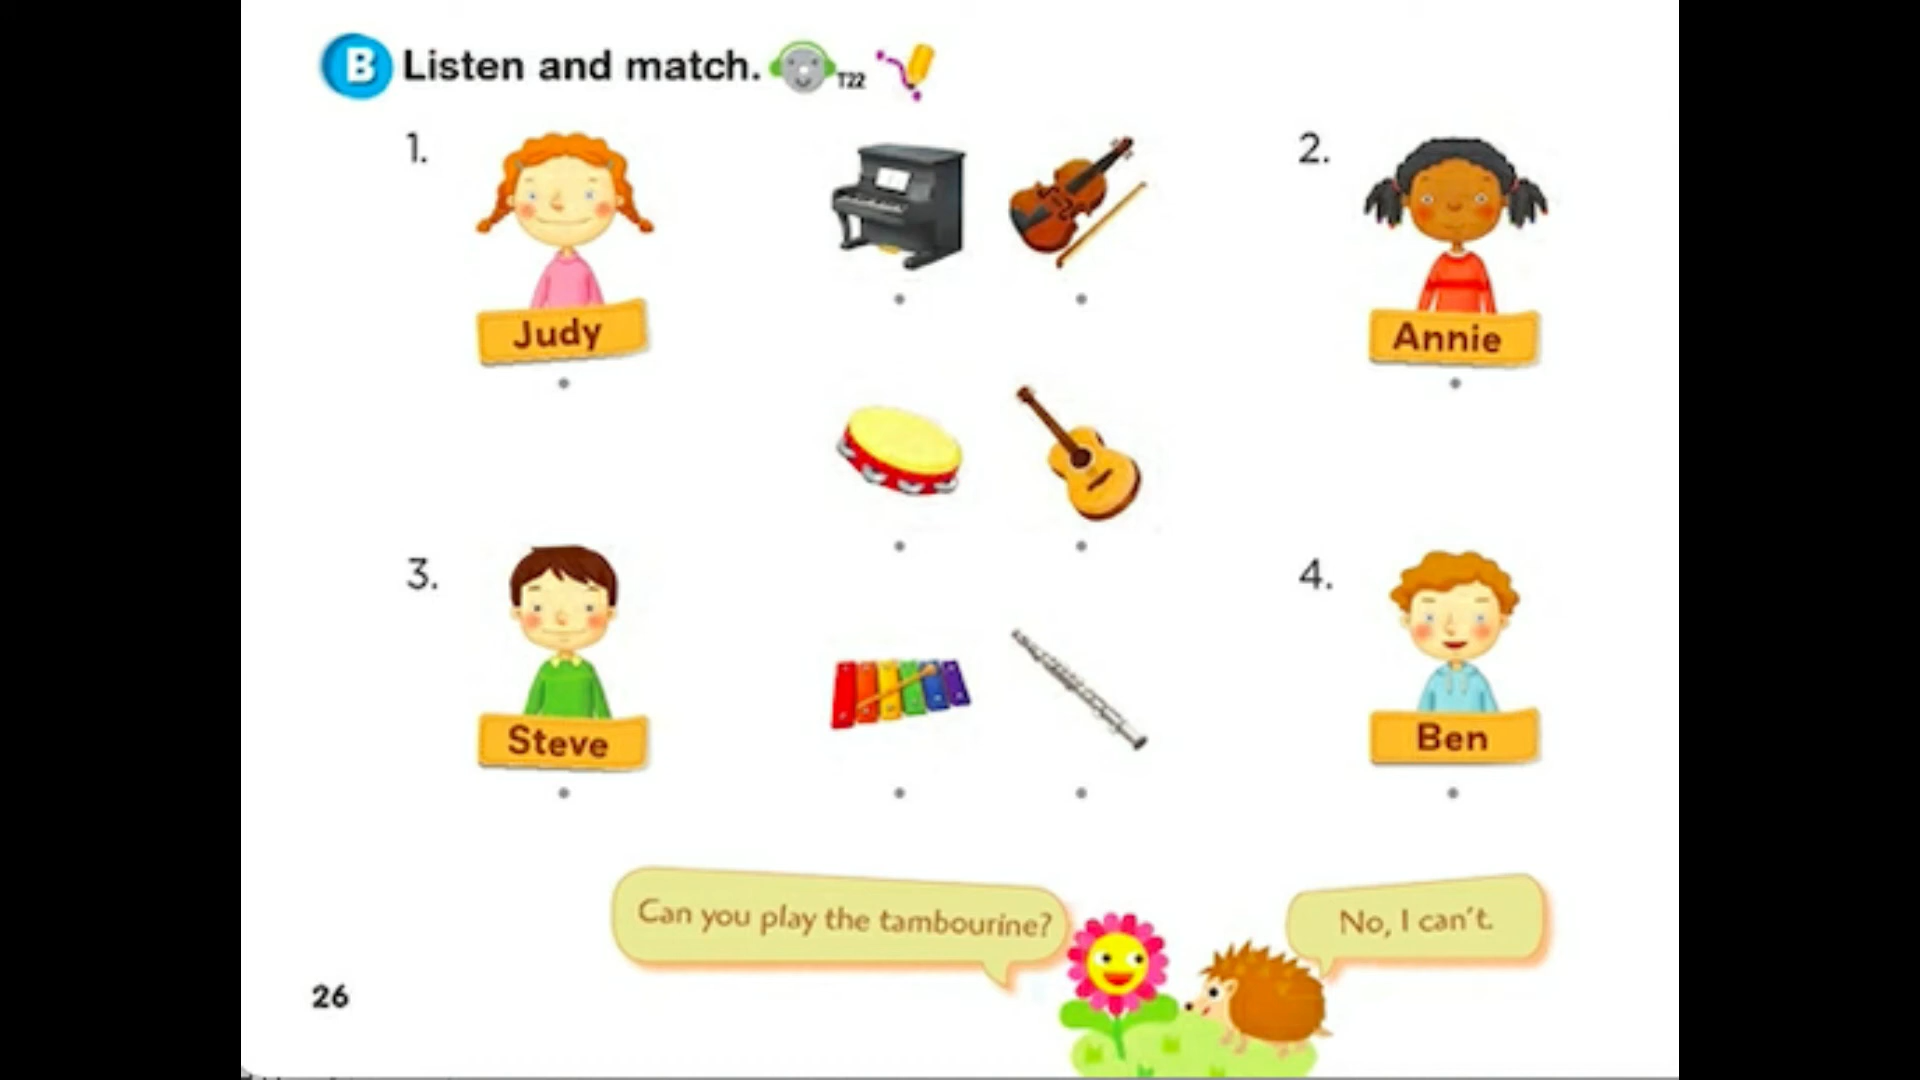 B Listen and match. T22
1.
Judy
2.
Annie
3.
Steve
4.
Ben
Can you play the tambourine?
No, I can't.
26